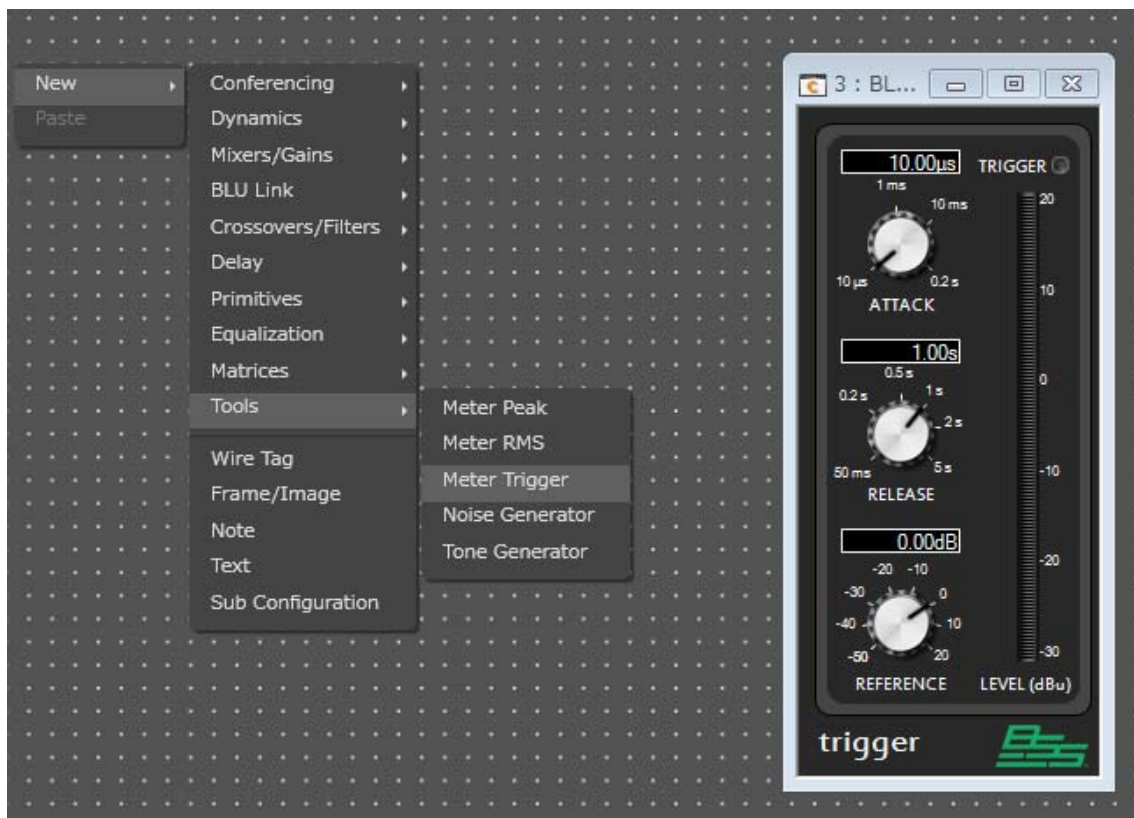 New
Paste
Conferencing
Dynamics
Mixers/Gains
BLU Link
Crossovers/Filters
Delay
Primitives
Equalization
Matrices
Tools
Wire Tag
Frame/Image
Note
Text
Sub Configuration
Meter Peak
Meter RMS
Meter Trigger
Noise Generator
Tone Generator
3 : BL...
10.00µs
TRIGGER
1 ms
10 ms
10 µs
0.2 s
ATTACK
1.00s
0.5 s
0.2 s
1 s
2 s
50 ms
5 s
RELEASE
0.00dB
-20 -10
-30
0
-40
10
-50
20
REFERENCE
20
10
0
-10
-20
-30
LEVEL (dBu)
trigger
BSS